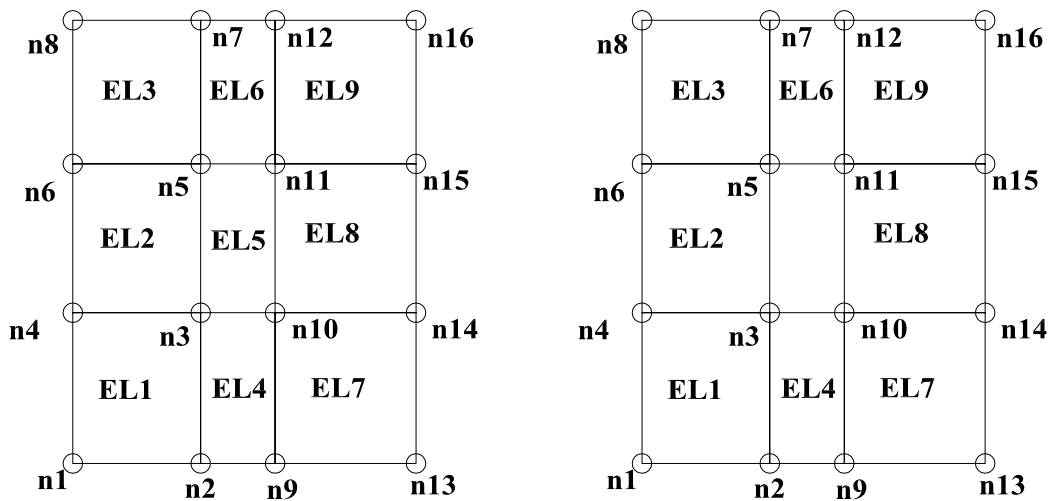 n8 n7 n12 n16
EL3 EL6 EL9
n6 n5 n11 n15
EL2 EL5 EL8
n4 n3 n10 n14
EL1 EL4 EL7
n1 n2 n9 n13
n8 n7 n12 n16
EL3 EL6 EL9
n6 n5 n11 n15
EL2 EL8
n4 n3 n10 n14
EL1 EL4 EL7
n1 n2 n9 n13